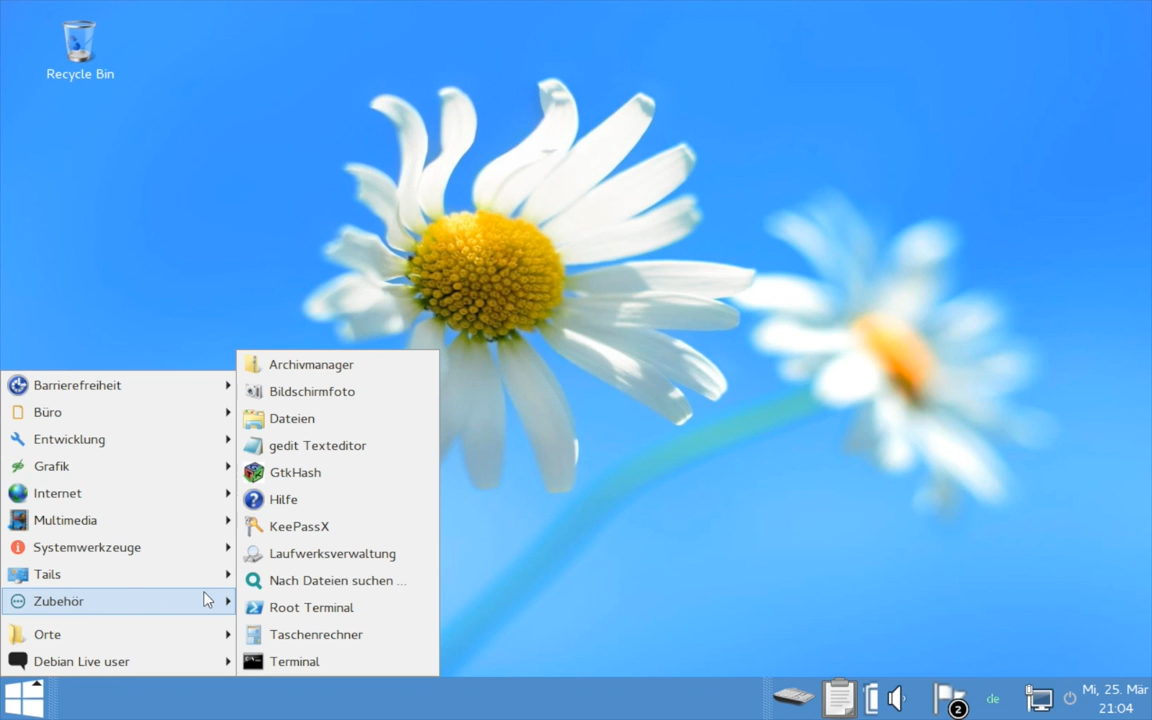 Recycle Bin
Barrierefreiheit
Büro
Entwicklung
Grafik
Internet
Multimedia
Systemwerkzeuge
Tails
Zubehör
Orte
Debian Live user
Archivmanager
Bildschirmfoto
Dateien
gedit Texteditor
GtkHash
Hilfe
KeePassX
Laufwerksverwaltung
Nach Dateien suchen ...
Root Terminal
Taschenrechner
Terminal
2
de
Mi, 25. Mär
21:04